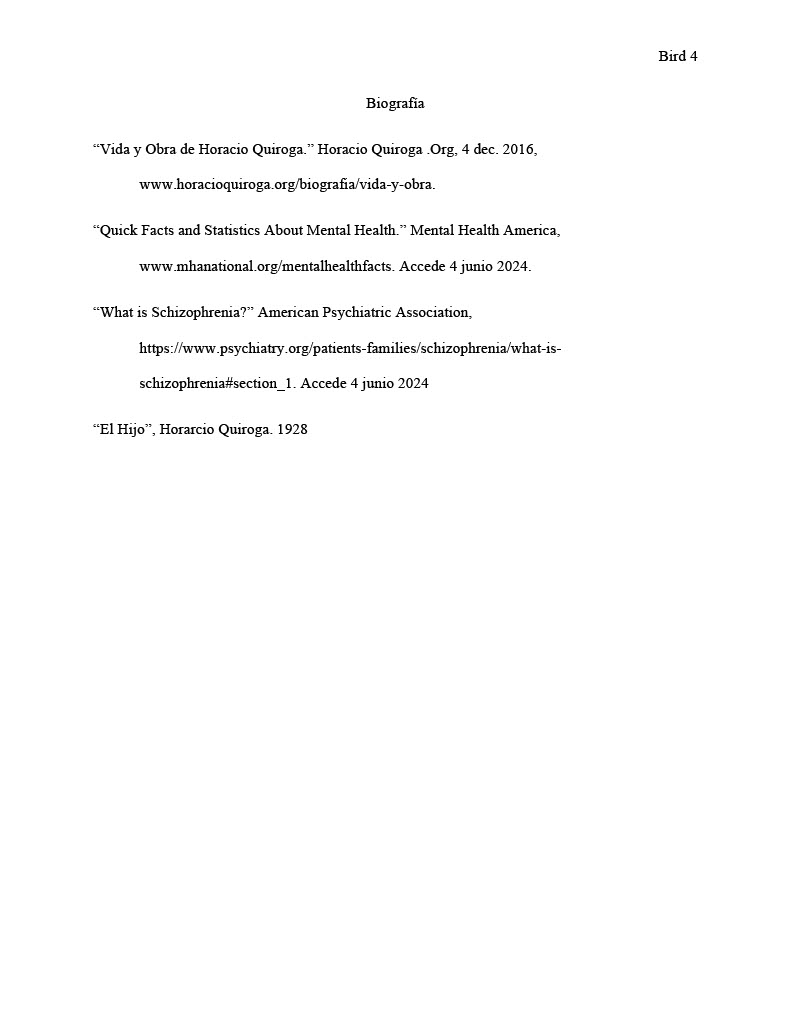 Bird 4
Biografía
“Vida y Obra de Horacio Quiroga.” Horacio Quiroga .Org, 4 dec. 2016,
www.horacioquiroga.org/biografia/vida-y-obra.
“Quick Facts and Statistics About Mental Health.” Mental Health America,
www.mhanational.org/mentalhealthfacts. Accede 4 junio 2024.
“What is Schizophrenia?” American Psychiatric Association,
https://www.psychiatry.org/patients-families/schizophrenia/what-is-
schizophrenia#section_1. Accede 4 junio 2024
“El Hijo”, Horarcio Quiroga. 1928